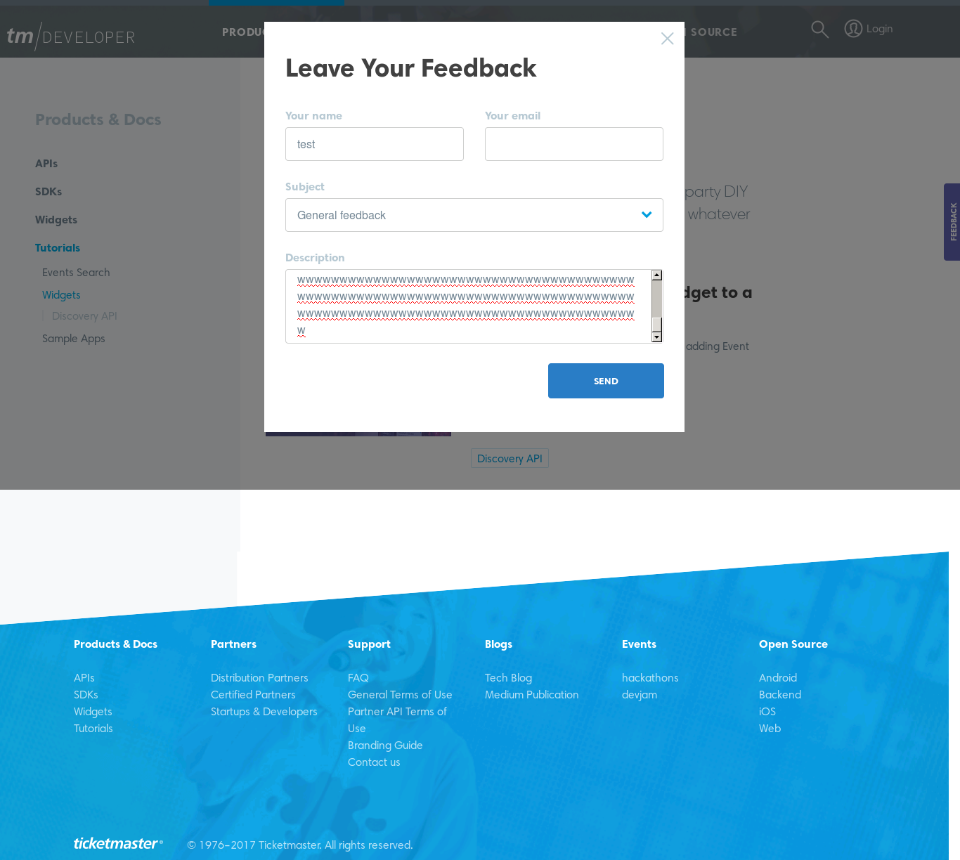 tm/DEVELOPER
PRODUC
N SOURCE
Login
Leave Your Feedback
Your name
Your email
test
Subject
General feedback
Description
SEND
Products & Docs
APIs
SDKs
Widgets
Tutorials
Events Search
Widgets
Discovery API
Sample Apps
party DIY
whatever
dget to a
adding Event
FEEDBACK
Discovery API
Products & Docs
APIs
SDKs
Widgets
Tutorials
Partners
Distribution Partners
Certified Partners
Startups & Developers
Support
FAQ
General Terms of Use
Partner API Terms of
Use
Branding Guide
Contact us
Blogs
Tech Blog
Medium Publication
Events
hackathons
devjam
Open Source
Android
Backend
iOS
Web
ticketmaster®
© 1976-2017 Ticketmaster. All rights reserved.